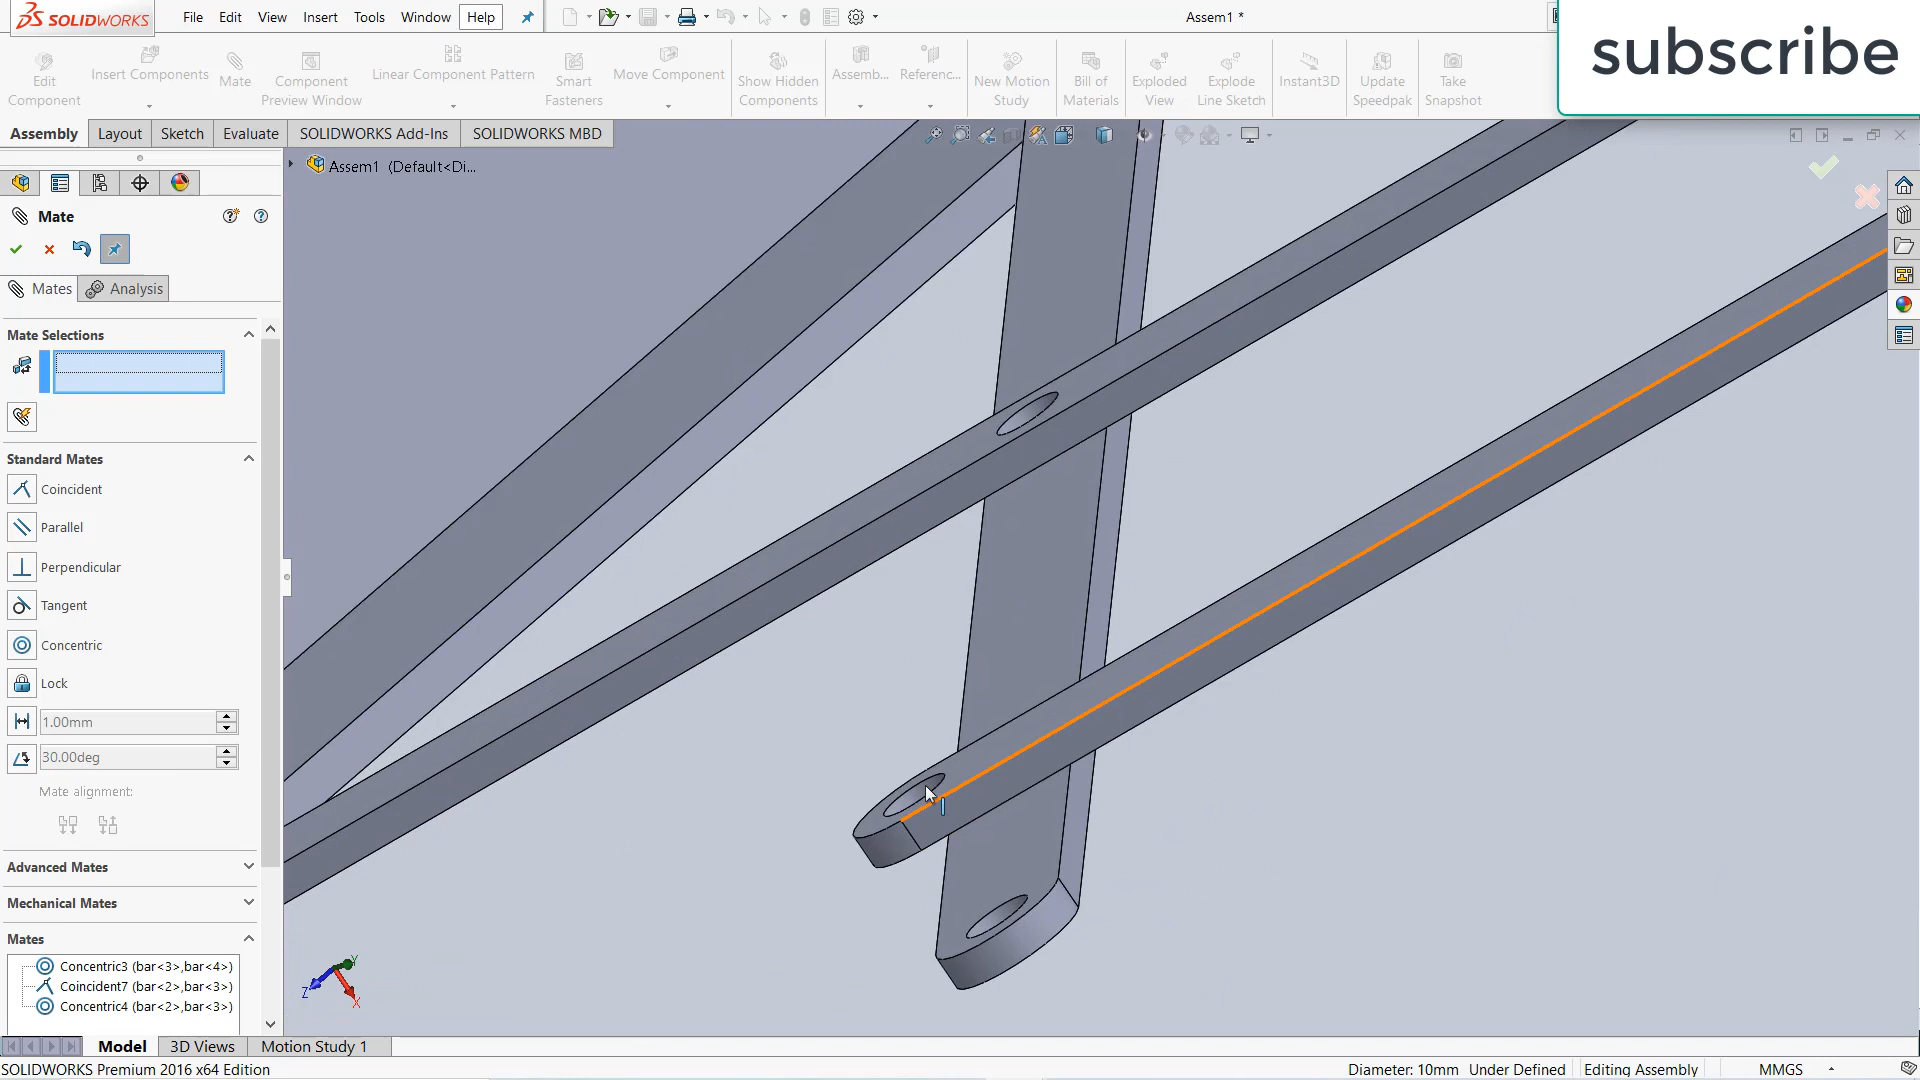 SOLIDWORKS
File Edit View Insert Tools Window Help
Assem1 *
subscribe
Edit Component
Insert Components
Mate
Component Preview Window
Linear Component Pattern
Smart Fasteners
Move Component
Show Hidden Components
Assemb...
Referenc...
New Motion Study
Bill of Materials
Exploded View
Explode Line Sketch
Instant3D
Update Speedpak
Take Snapshot
Assembly Layout Sketch Evaluate SOLIDWORKS Add-Ins SOLIDWORKS MBD
Assem1 (Default<Di...
Mate
Mates Analysis
Mate Selections
Standard Mates
Coincident
Parallel
Perpendicular
Tangent
Concentric
Lock
1.00mm
30.00deg
Mate alignment:
Advanced Mates
Mechanical Mates
Mates
Concentric3 (bar<3>,bar<4>)
Coincident7 (bar<2>,bar<3>)
Concentric4 (bar<2>,bar<3>)
Y
Z
X
Model 3D Views Motion Study 1
SOLIDWORKS Premium 2016 x64 Edition
Diameter: 10mm Under Defined Editing Assembly MMGS